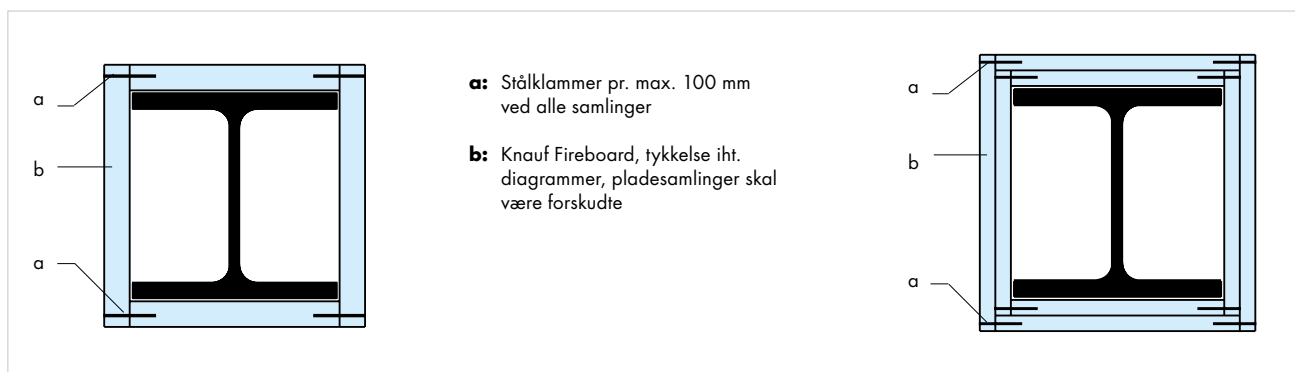 a
b
a
a: Stålklammer pr. max. 100 mm
ved alle samlinger
b: Knauf Fireboard, tykkelse iht.
diagrammer, pladesamlinger skal
være forskudte
a
b
a